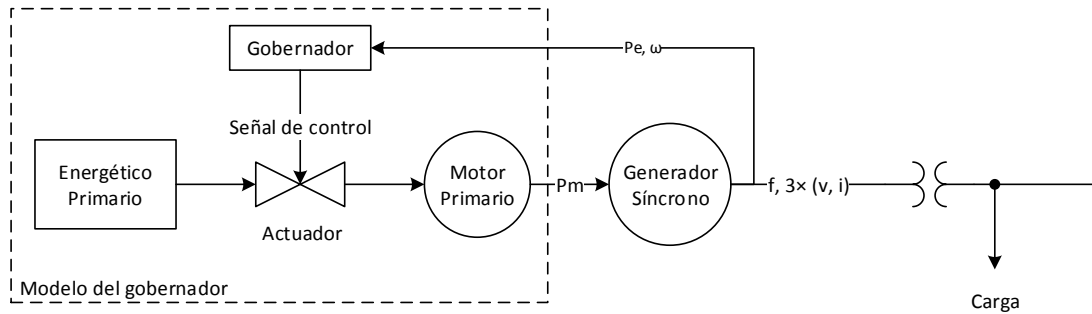 Gobernador
Pe, ω
Señal de control
Energético
Primario
Actuador
Motor
Primario
Pm
Generador
Síncrono
f, 3× (v, i)
Modelo del gobernador
Carga